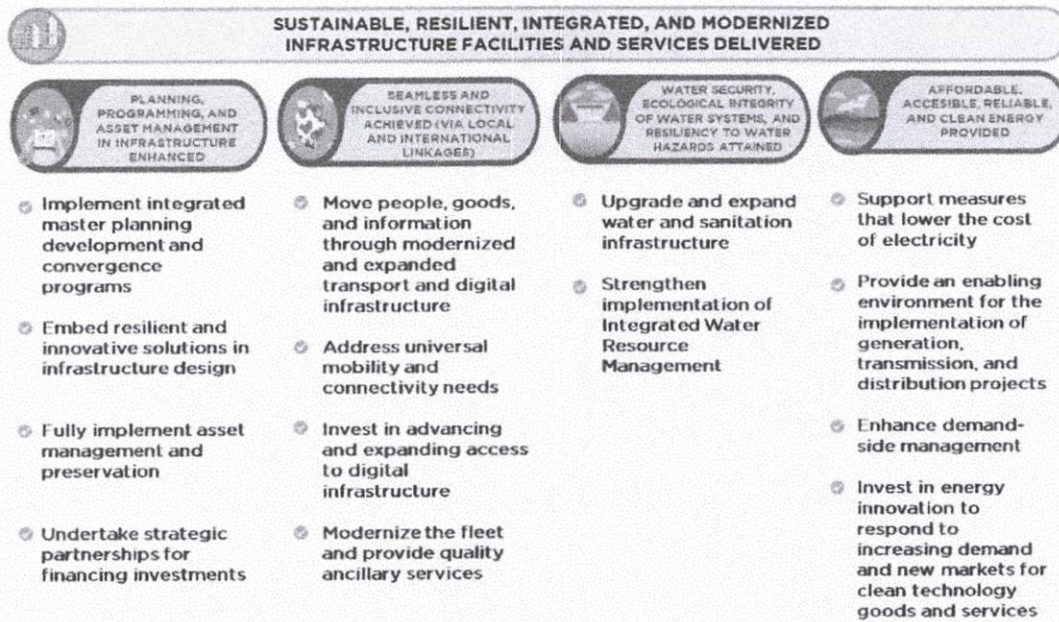 SUSTAINABLE, RESILIENT, INTEGRATED, AND MODERNIZED
INFRASTRUCTURE FACILITIES AND SERVICES DELIVERED
PLANNING,
PROGRAMMING, AND
ASSET MANAGEMENT
IN INFRASTRUCTURE
ENHANCED
Implement integrated
master planning
development and
convergence
programs
Embed resilient and
innovative solutions in
infrastructure design
Fully implement asset
management and
preservation
Undertake strategic
partnerships for
financing investments
SEAMLESS AND
INCLUSIVE CONNECTIVITY
ACHIEVED (VIA LOCAL
AND INTERNATIONAL
LINKAGES)
Move people, goods,
and information
through modernized
and expanded
transport and digital
infrastructure
Address universal
mobility and
connectivity needs
Invest in advancing
and expanding access
to digital
infrastructure
Modernize the fleet
and provide quality
ancillary services
WATER SECURITY,
ECOLOGICAL INTEGRITY
OF WATER SYSTEMS, AND
RESILIENCY TO WATER
HAZARDS ATTAINED
Upgrade and expand
water and sanitation
infrastructure
Strengthen
implementation of
Integrated Water
Resource
Management
AFFORDABLE,
ACCESIBLE, RELIABLE,
AND CLEAN ENERGY
PROVIDED
Support measures
that lower the cost
of electricity
Provide an enabling
environment for the
implementation of
generation,
transmission, and
distribution projects
Enhance demand-
side management
Invest in energy
innovation to
respond to
increasing demand
and new markets for
clean technology
goods and services